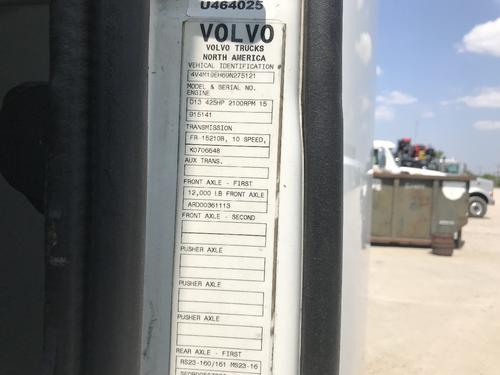 U464025
VOLVO
VOLVO TRUCKS
NORTH AMERICA
VEHICAL IDENTIFICATION #
4V4M19EH69N275121
MODEL & SERIAL NO.
ENGINE
D13 425HP 2100RPM 15
915141
TRANSMISSION
FR-15210B, 10 SPEED,
K0706648
AUX TRANS.
FRONT AXLE - FIRST
12,000 LB FRONT AXLE
ARD00361113
FRONT AXLE - SECOND
PUSHER AXLE
PUSHER AXLE
PUSHER AXLE
REAR AXLE - FIRST
RS23-160/161 MS23-16